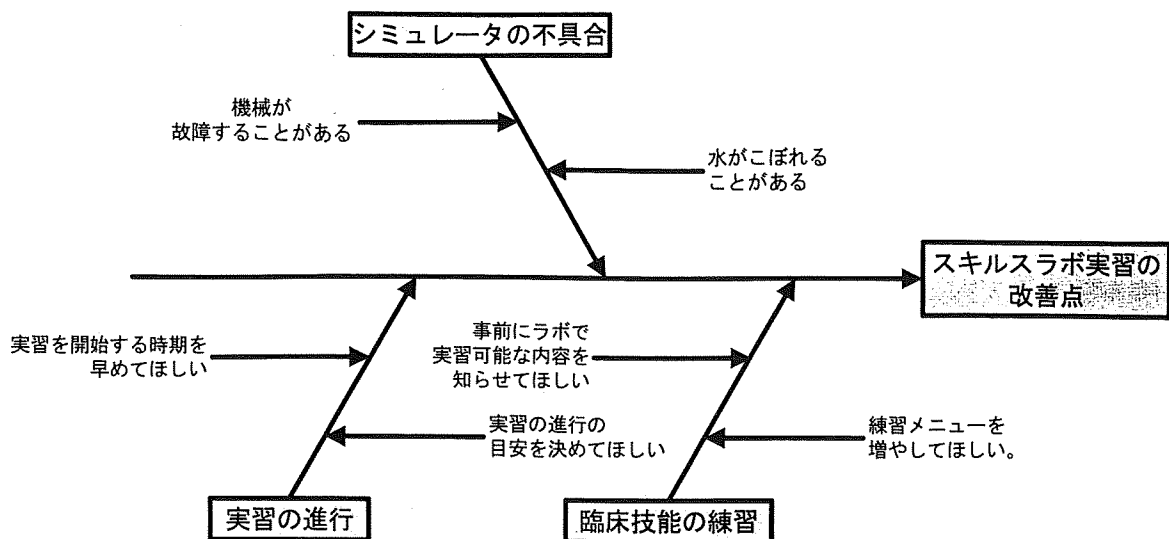 シミュレータの不具合
機械が
故障することがある
水がこぼれる
ことがある
スキルスラボ実習の
改善点
実習を開始する時期を
早めてほしい
事前にラボで
実習可能な内容を
知らせてほしい
実習の進行の
目安を決めてほしい
練習メニューを
増やしてほしい。
実習の進行
臨床技能の練習